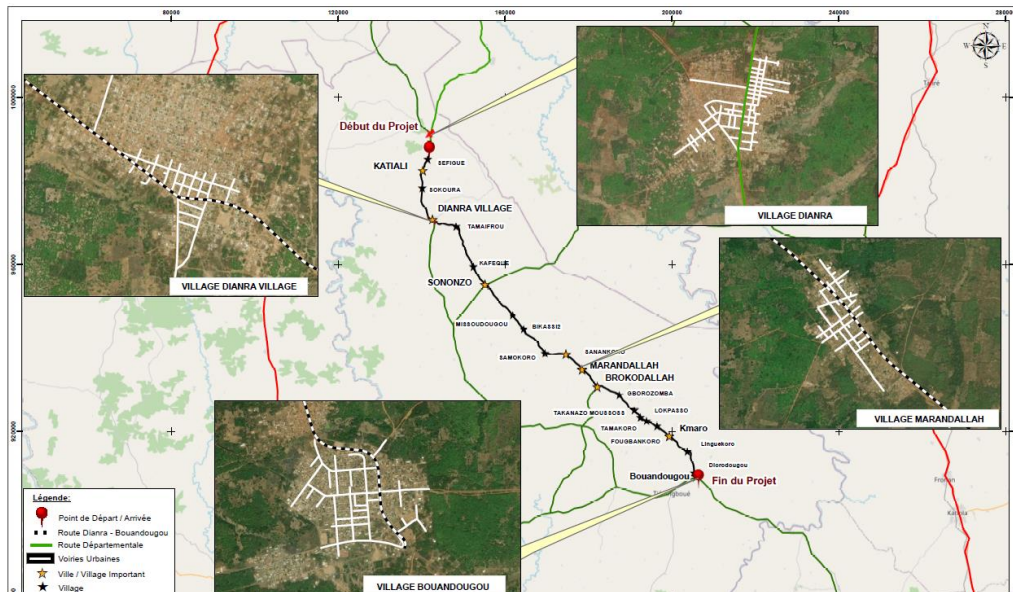 80000
120000
160000
200000
240000
280000
N
W
E
S
1000000
960000
920000
Début du Projet
KATIALI
SEFIGUE
SOKOURA
DIANRA VILLAGE
TAMAIFROU
KAFEQUE
SONONZO
MISSOUDOUGOU
BIKASSI2
SAMOKORO
SANANKORO
MARANDALLAH
BROKODALLAH
GBOROZOMBA
TAKANAZO MOUSSOSS
LOKPASSO
TAMAKORO
Kmaro
FOUGBANKORO
Linguekoro
Diorodougou
Bouandougou
Fin du Projet
VILLAGE DIANRA VILLAGE
VILLAGE DIANRA
VILLAGE MARANDALLAH
VILLAGE BOUANDOUGOU
Légende:
Point de Départ / Arrivée
Route Dianra - Bouandougou
Route Départementale
Voiries Urbaines
Ville / Village Important
Village